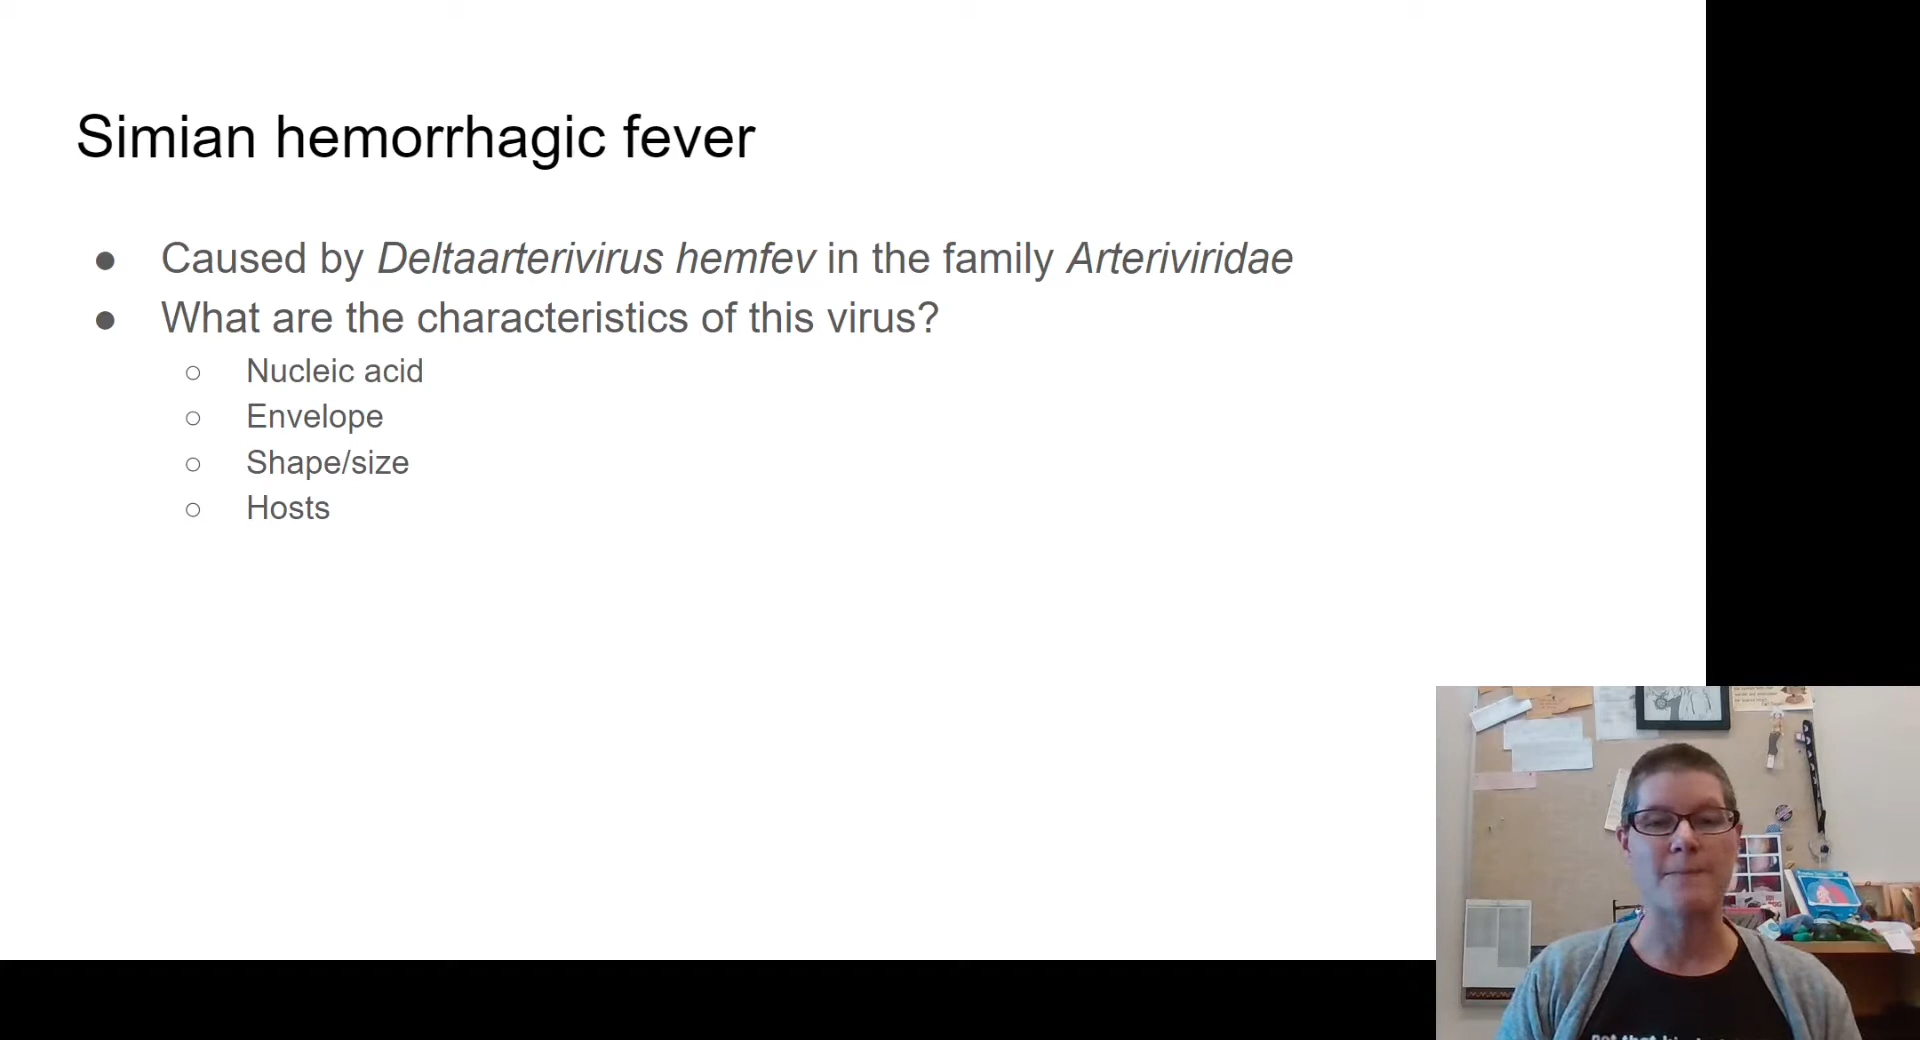 Simian hemorrhagic fever
● Caused by Deltaarterivirus hemfev in the family Arteriviridae
● What are the characteristics of this virus?
○ Nucleic acid
○ Envelope
○ Shape/size
○ Hosts